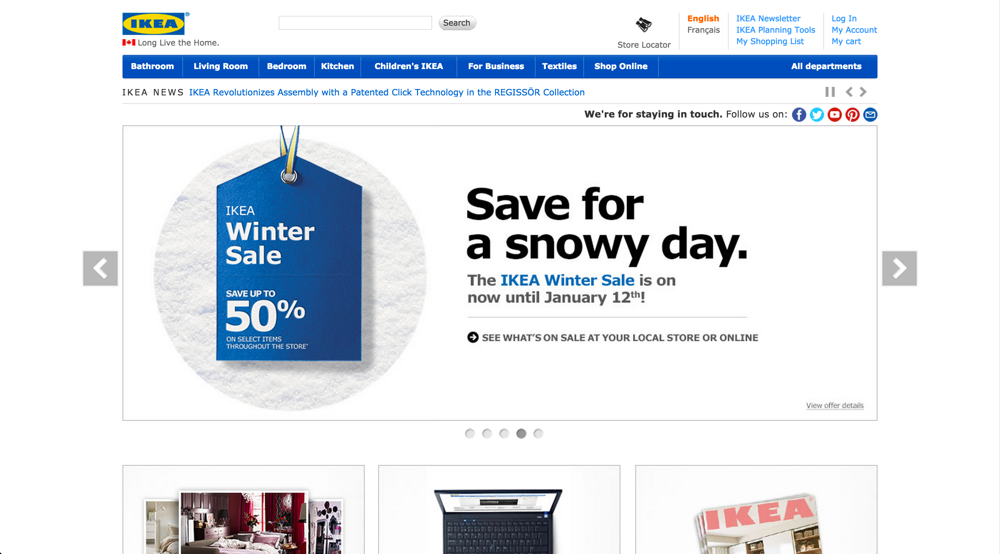 IKEA®
Long Live the Home.
Search
Store Locator
English
Français
IKEA Newsletter
IKEA Planning Tools
My Shopping List
Log In
My Account
My cart
Bathroom Living Room Bedroom Kitchen Children's IKEA For Business Textiles Shop Online All departments
IKEA NEWS IKEA Revolutionizes Assembly with a Patented Click Technology in the REGISSÖR Collection
We're for staying in touch. Follow us on:
IKEA
Winter
Sale
SAVE UP TO
50%
ON SELECT ITEMS
THROUGHOUT THE STORE*
Save for
a snowy day.
The IKEA Winter Sale is on
now until January 12th!
SEE WHAT'S ON SALE AT YOUR LOCAL STORE OR ONLINE
View offer details
IKEA®